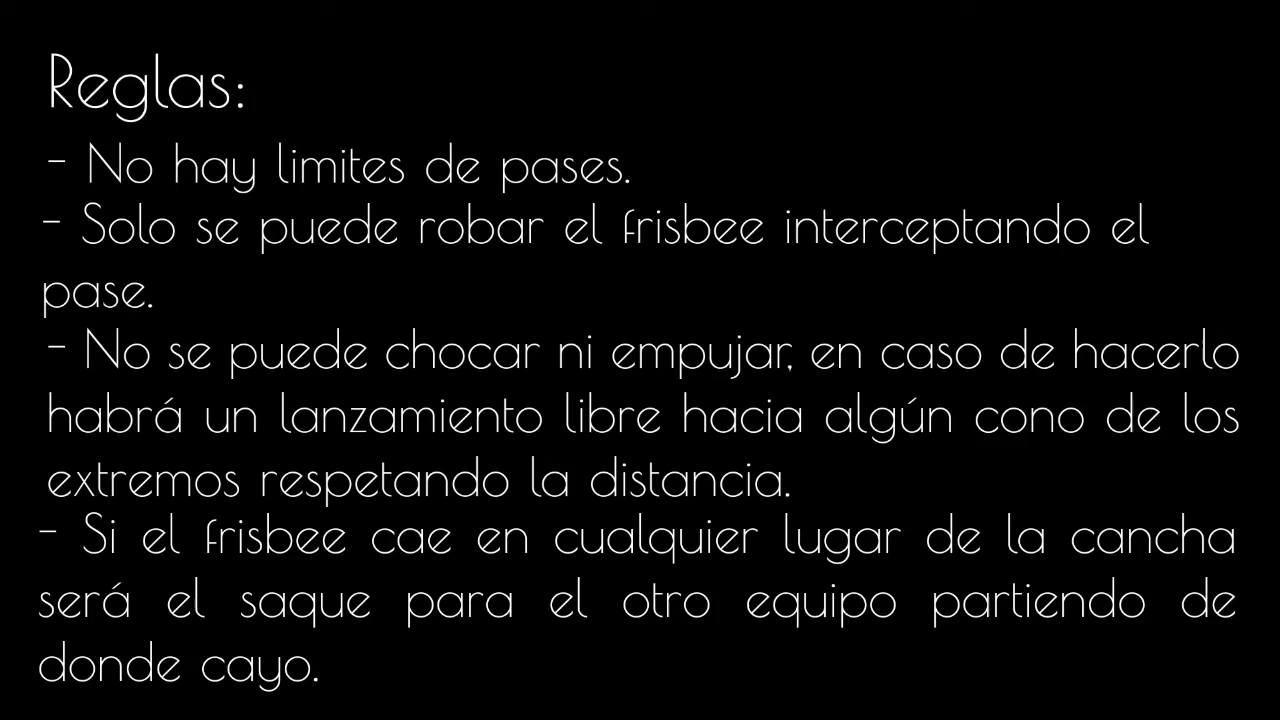 Reglas:
- No hay limites de pases.
- Solo se puede robar el frisbee interceptando el
pase.
- No se puede chocar ni empujar, en caso de hacerlo
habrá un lanzamiento libre hacia algún cono de los
extremos respetando la distancia.
- Si el frisbee cae en cualquier lugar de la cancha
será el saque para el otro equipo partiendo de
donde cayo.